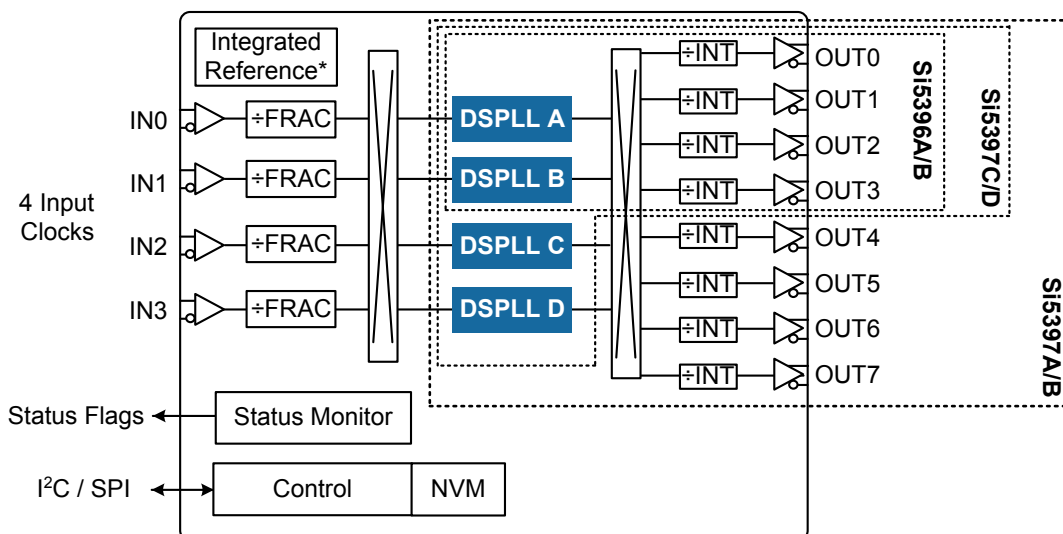 Integrated
Reference*
4 Input
Clocks
IN0
÷FRAC
IN1
÷FRAC
IN2
÷FRAC
IN3
÷FRAC
DSPLL A
DSPLL B
DSPLL C
DSPLL D
÷INT
OUT0
÷INT
OUT1
÷INT
OUT2
÷INT
OUT3
÷INT
OUT4
÷INT
OUT5
÷INT
OUT6
÷INT
OUT7
Si5396A/B
Si5397C/D
Si5397A/B
Status Flags
Status Monitor
I²C / SPI
Control
NVM